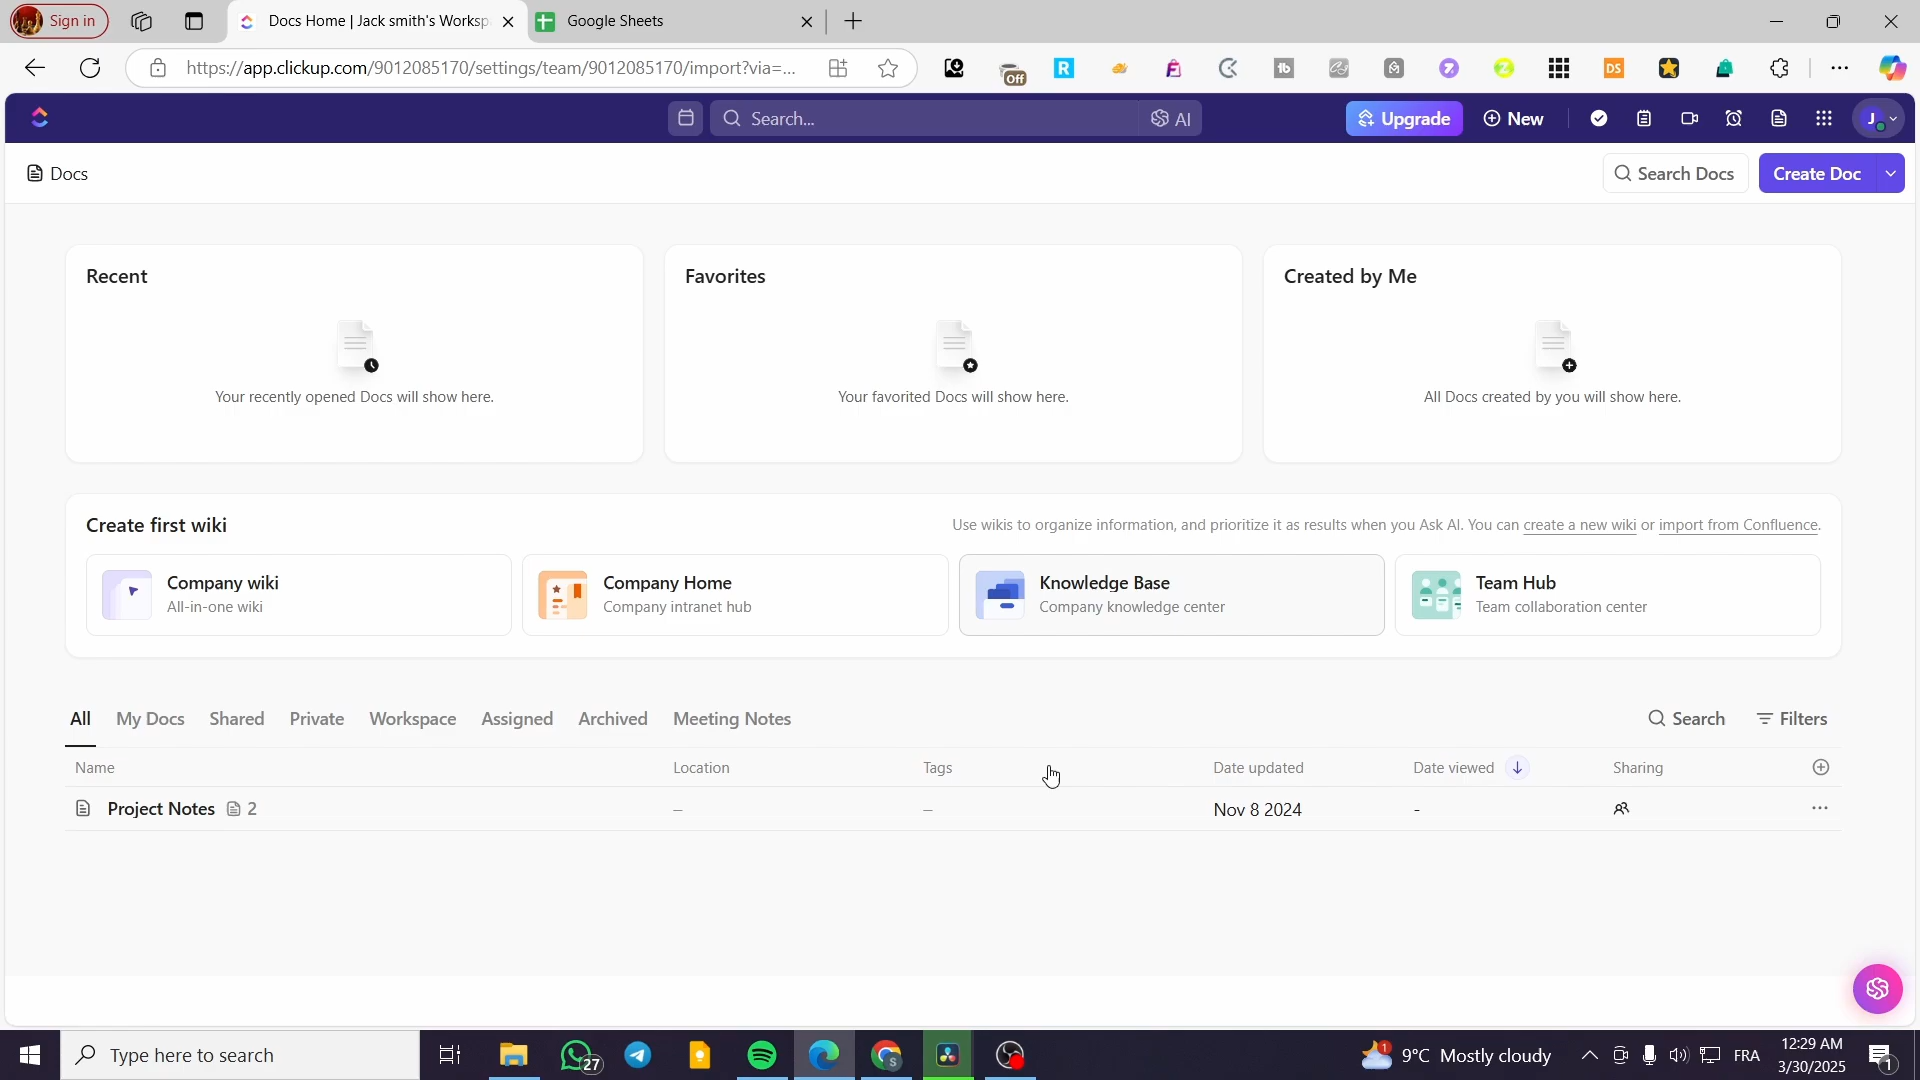 Sign in
Docs Home | Jack smith's Worksp
Google Sheets
https://app.clickup.com/9012085170/settings/team/9012085170/import?via=...
Off
R
tb
DS
Search...
AI
Upgrade
New
J
Docs
Search Docs
Create Doc
Recent
Your recently opened Docs will show here.
Favorites
Your favorited Docs will show here.
Created by Me
All Docs created by you will show here.
Create first wiki
Use wikis to organize information, and prioritize it as results when you Ask AI. You can create a new wiki or import from Confluence.
Company wiki
All-in-one wiki
Company Home
Company intranet hub
Knowledge Base
Company knowledge center
Team Hub
Team collaboration center
All My Docs Shared Private Workspace Assigned Archived Meeting Notes
Search
Filters
Name Location Tags Date updated Date viewed Sharing
Project Notes 2 – – Nov 8 2024 -
Type here to search
27
S
1
9°C Mostly cloudy
FRA
12:29 AM
3/30/2025
1